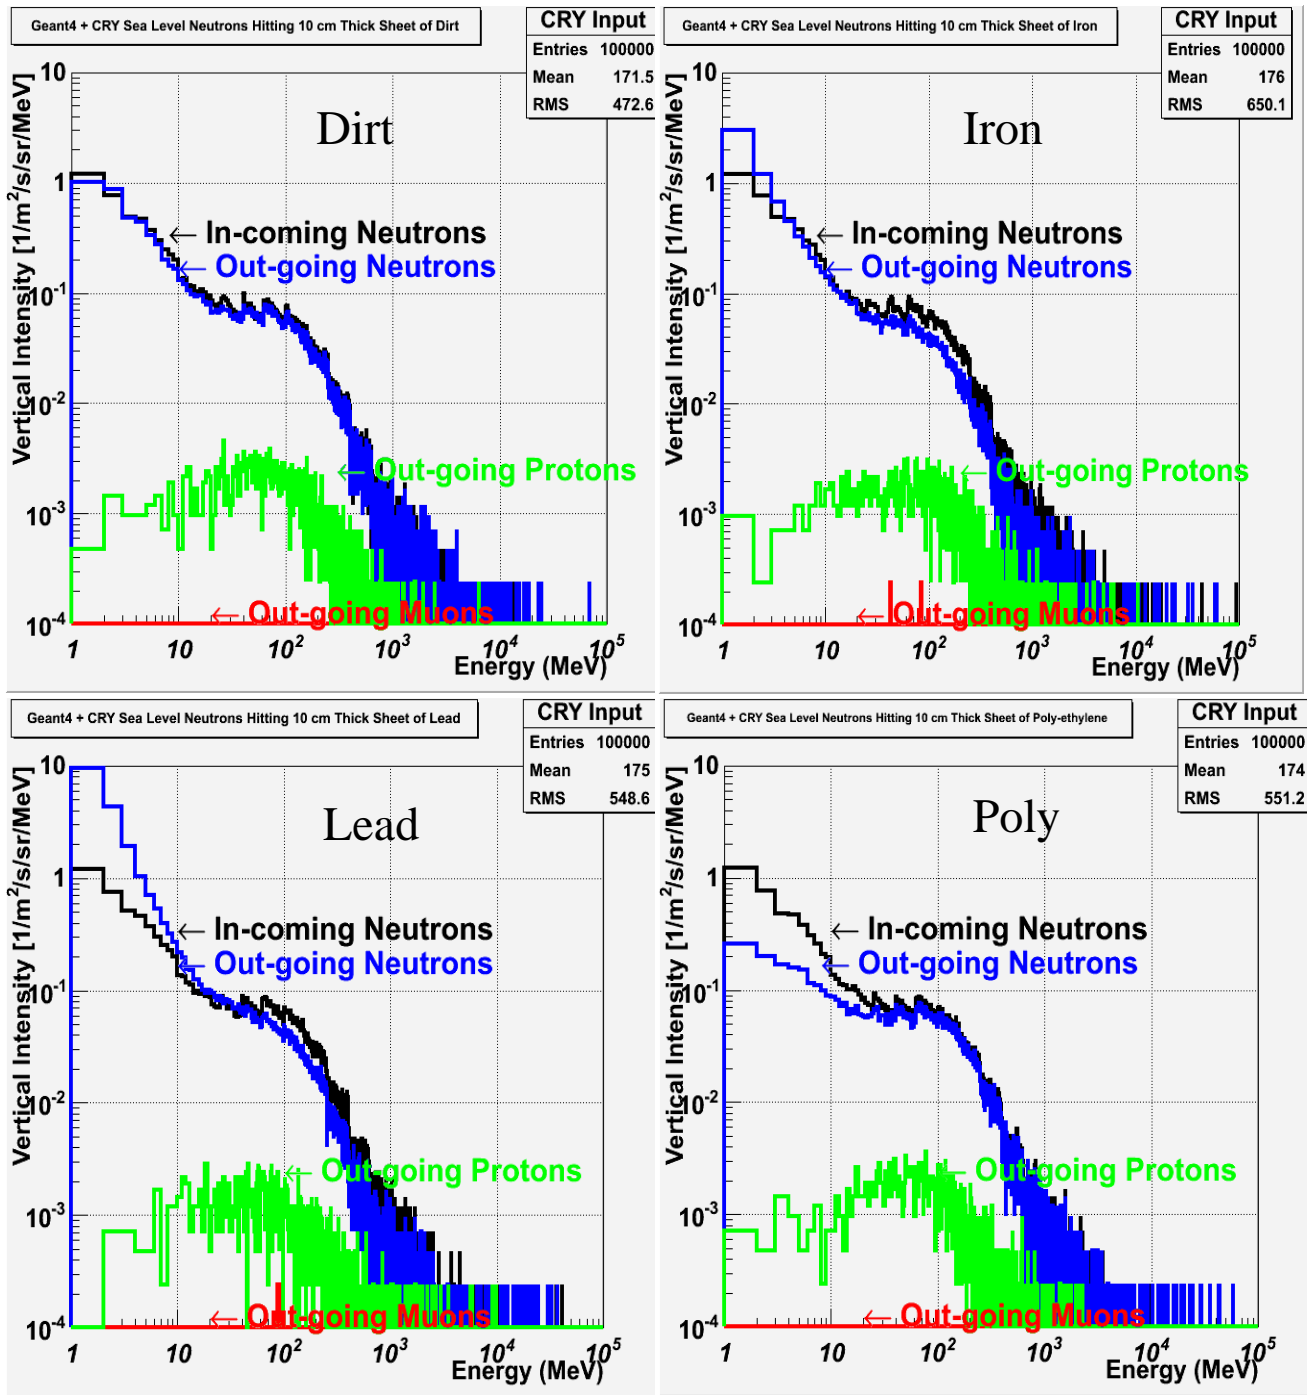 Geant4 + CRY Sea Level Neutrons Hitting 10 cm Thick Sheet of Dirt
CRY Input
Entries 100000
Mean 171.5
RMS 472.6
Dirt
Vertical Intensity [1/m²/s/sr/MeV]
10
1
10⁻¹
10⁻²
10⁻³
10⁻⁴
← In-coming Neutrons
← Out-going Neutrons
← Out-going Protons
← Out-going Muons
1 10 10² 10³ 10⁴ 10⁵
Energy (MeV)
Geant4 + CRY Sea Level Neutrons Hitting 10 cm Thick Sheet of Iron
CRY Input
Entries 100000
Mean 176
RMS 650.1
Iron
Vertical Intensity [1/m²/s/sr/MeV]
10
1
10⁻¹
10⁻²
10⁻³
10⁻⁴
← In-coming Neutrons
← Out-going Neutrons
← Out-going Protons
← Out-going Muons
1 10 10² 10³ 10⁴ 10⁵
Energy (MeV)
Geant4 + CRY Sea Level Neutrons Hitting 10 cm Thick Sheet of Lead
CRY Input
Entries 100000
Mean 175
RMS 548.6
Lead
Vertical Intensity [1/m²/s/sr/MeV]
10
1
10⁻¹
10⁻²
10⁻³
10⁻⁴
← In-coming Neutrons
← Out-going Neutrons
← Out-going Protons
← Out-going Muons
1 10 10² 10³ 10⁴ 10⁵
Energy (MeV)
Geant4 + CRY Sea Level Neutrons Hitting 10 cm Thick Sheet of Poly-ethylene
CRY Input
Entries 100000
Mean 174
RMS 551.2
Poly
Vertical Intensity [1/m²/s/sr/MeV]
10
1
10⁻¹
10⁻²
10⁻³
10⁻⁴
← In-coming Neutrons
← Out-going Neutrons
← Out-going Protons
← Out-going Muons
1 10 10² 10³ 10⁴ 10⁵
Energy (MeV)